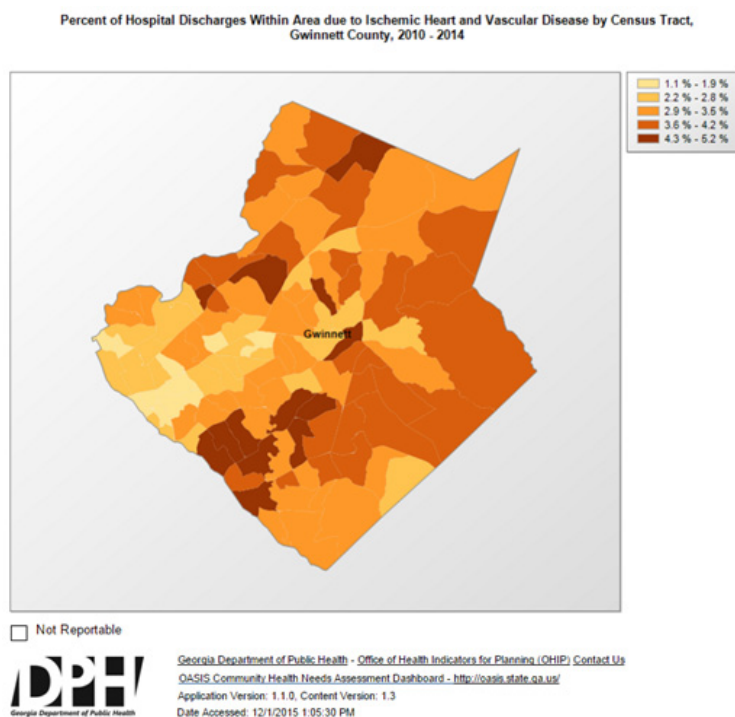 Percent of Hospital Discharges Within Area due to Ischemic Heart and Vascular Disease by Census Tract,
Gwinnett County, 2010 - 2014
1.1 % - 1.9 %
2.2 % - 2.8 %
2.9 % - 3.5 %
3.6 % - 4.2 %
4.3 % - 5.2 %
Gwinnett
Not Reportable
DPH
Georgia Department of Public Health
Georgia Department of Public Health - Office of Health Indicators for Planning (OHIP) Contact Us
OASIS Community Health Needs Assessment Dashboard - http://oasis.state.ga.us/
Application Version: 1.1.0, Content Version: 1.3
Date Accessed: 12/1/2015 1:05:30 PM